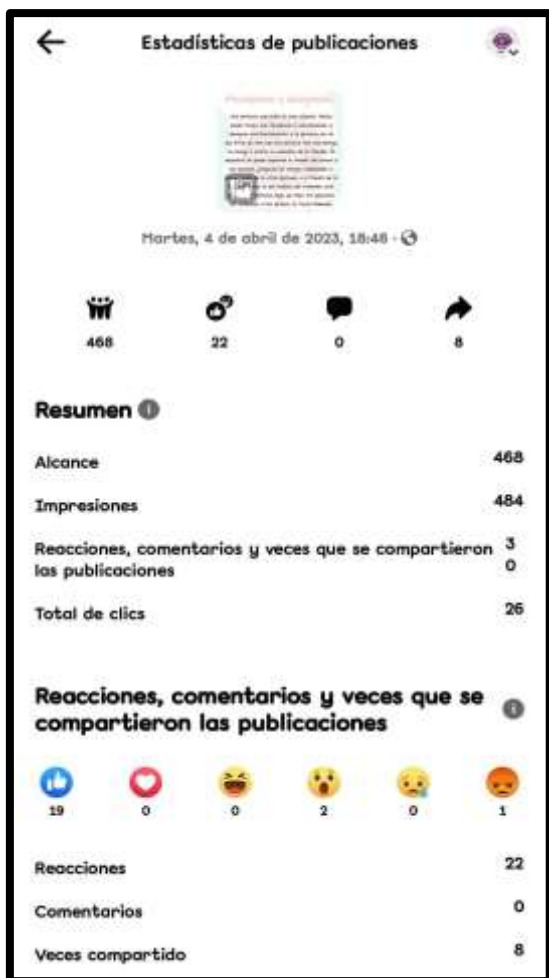 Estadísticas de publicaciones
Martes, 4 de abril de 2023, 18:46 ·
468 22 0 8
Resumen
Alcance 468
Impresiones 484
Reacciones, comentarios y veces que se compartieron 3
las publicaciones 0
Total de clics 26
Reacciones, comentarios y veces que se
compartieron las publicaciones
19 0 0 2 0 1
Reacciones 22
Comentarios 0
Veces compartido 8